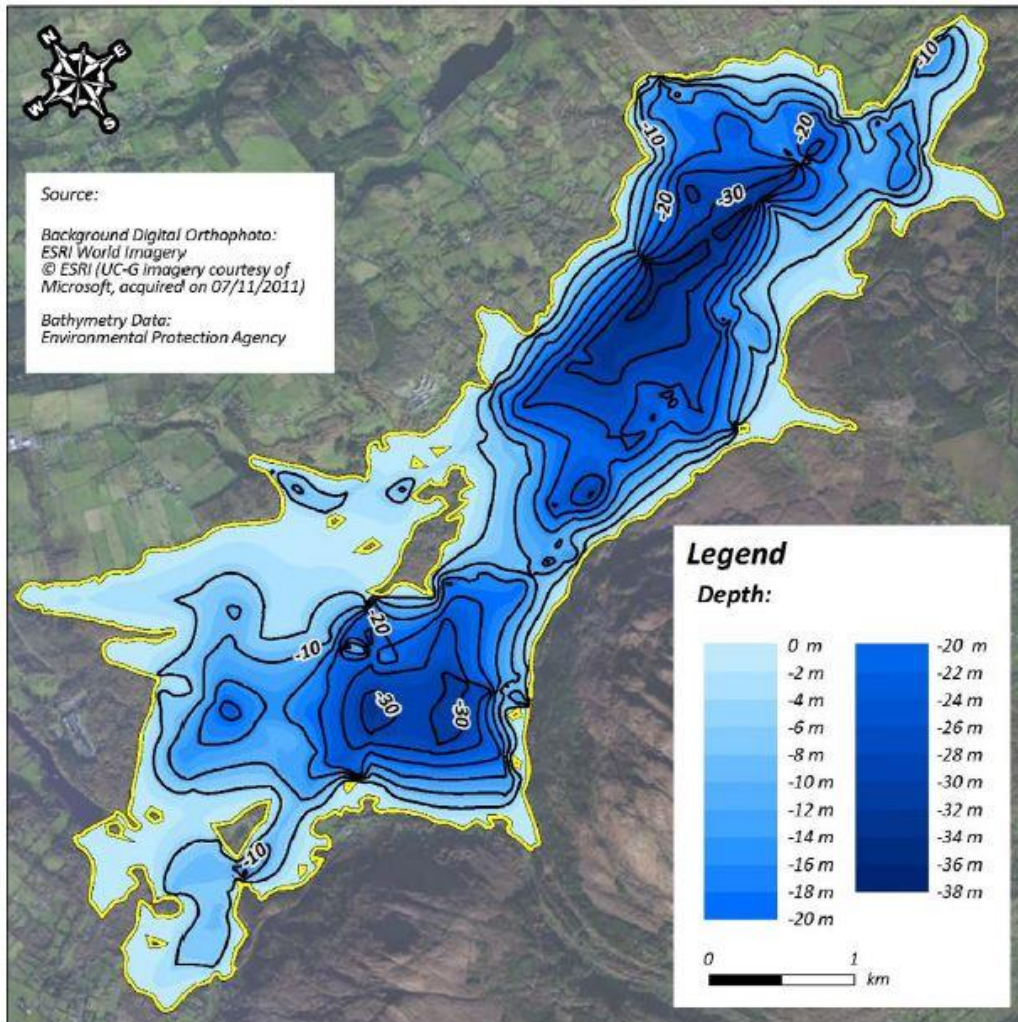 N
E
W
S
Source:
Background Digital Orthophoto:
ESRI World Imagery
© ESRI (UC-G imagery courtesy of
Microsoft, acquired on 07/11/2011)
Bathymetry Data:
Environmental Protection Agency
-10
-10
-20
-20
-30
-10
-20
-30
-30
-10
Legend
Depth:
0 m
-2 m
-4 m
-6 m
-8 m
-10 m
-12 m
-14 m
-16 m
-18 m
-20 m
-20 m
-22 m
-24 m
-26 m
-28 m
-30 m
-32 m
-34 m
-36 m
-38 m
0
1
km